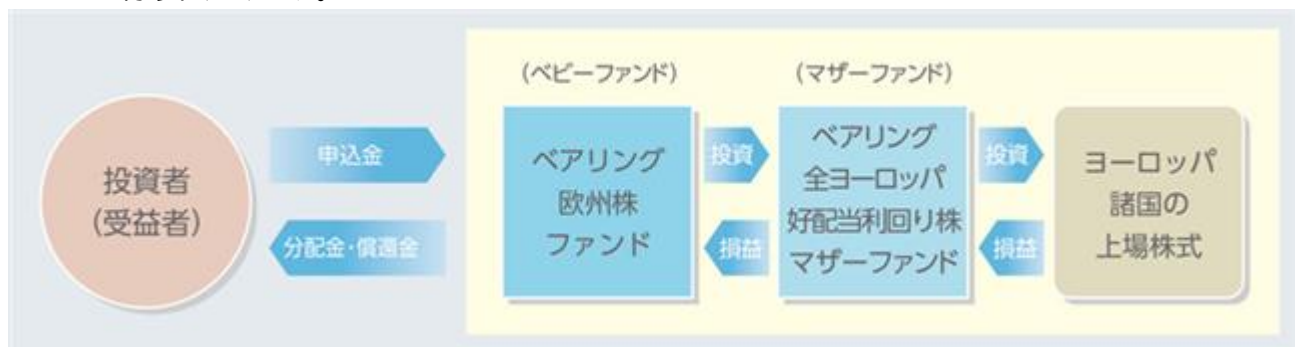 (ベビーファンド)
(マザーファンド)
投資者
(受益者)
申込金
分配金・償還金
ベアリング
欧州株
ファンド
投資
損益
ベアリング
全ヨーロッパ
好配当利回り株
マザーファンド
投資
損益
ヨーロッパ
諸国の
上場株式